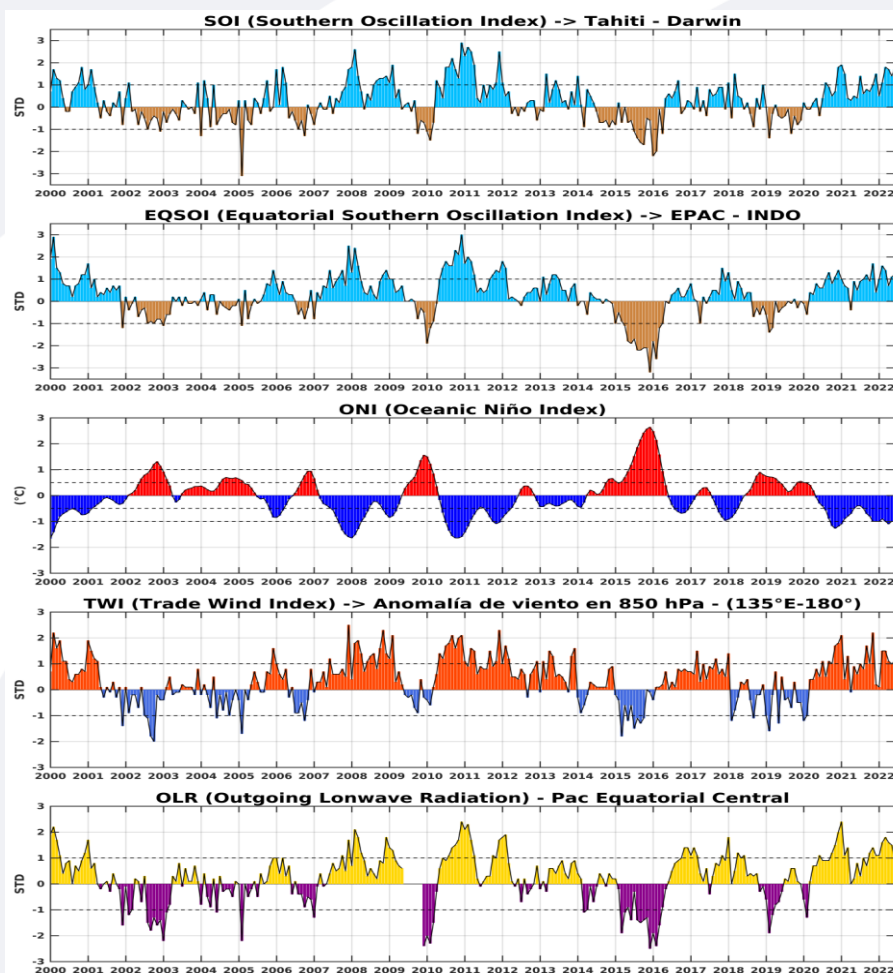 SOI (Southern Oscillation Index) -> Tahiti - Darwin
3
2
1
0
-1
-2
-3
STD
2000 2001 2002 2003 2004 2005 2006 2007 2008 2009 2010 2011 2012 2013 2014 2015 2016 2017 2018 2019 2020 2021 2022
EQSOI (Equatorial Southern Oscillation Index) -> EPAC - INDO
3
2
1
0
-1
-2
-3
STD
2000 2001 2002 2003 2004 2005 2006 2007 2008 2009 2010 2011 2012 2013 2014 2015 2016 2017 2018 2019 2020 2021 2022
ONI (Oceanic Niño Index)
3
2
1
0
-1
-2
-3
(°C)
2000 2001 2002 2003 2004 2005 2006 2007 2008 2009 2010 2011 2012 2013 2014 2015 2016 2017 2018 2019 2020 2021 2022
TWI (Trade Wind Index) -> Anomalía de viento en 850 hPa - (135°E-180°)
3
2
1
0
-1
-2
-3
STD
2000 2001 2002 2003 2004 2005 2006 2007 2008 2009 2010 2011 2012 2013 2014 2015 2016 2017 2018 2019 2020 2021 2022
OLR (Outgoing Lonwave Radiation) - Pac Equatorial Central
3
2
1
0
-1
-2
-3
STD
2000 2001 2002 2003 2004 2005 2006 2007 2008 2009 2010 2011 2012 2013 2014 2015 2016 2017 2018 2019 2020 2021 2022